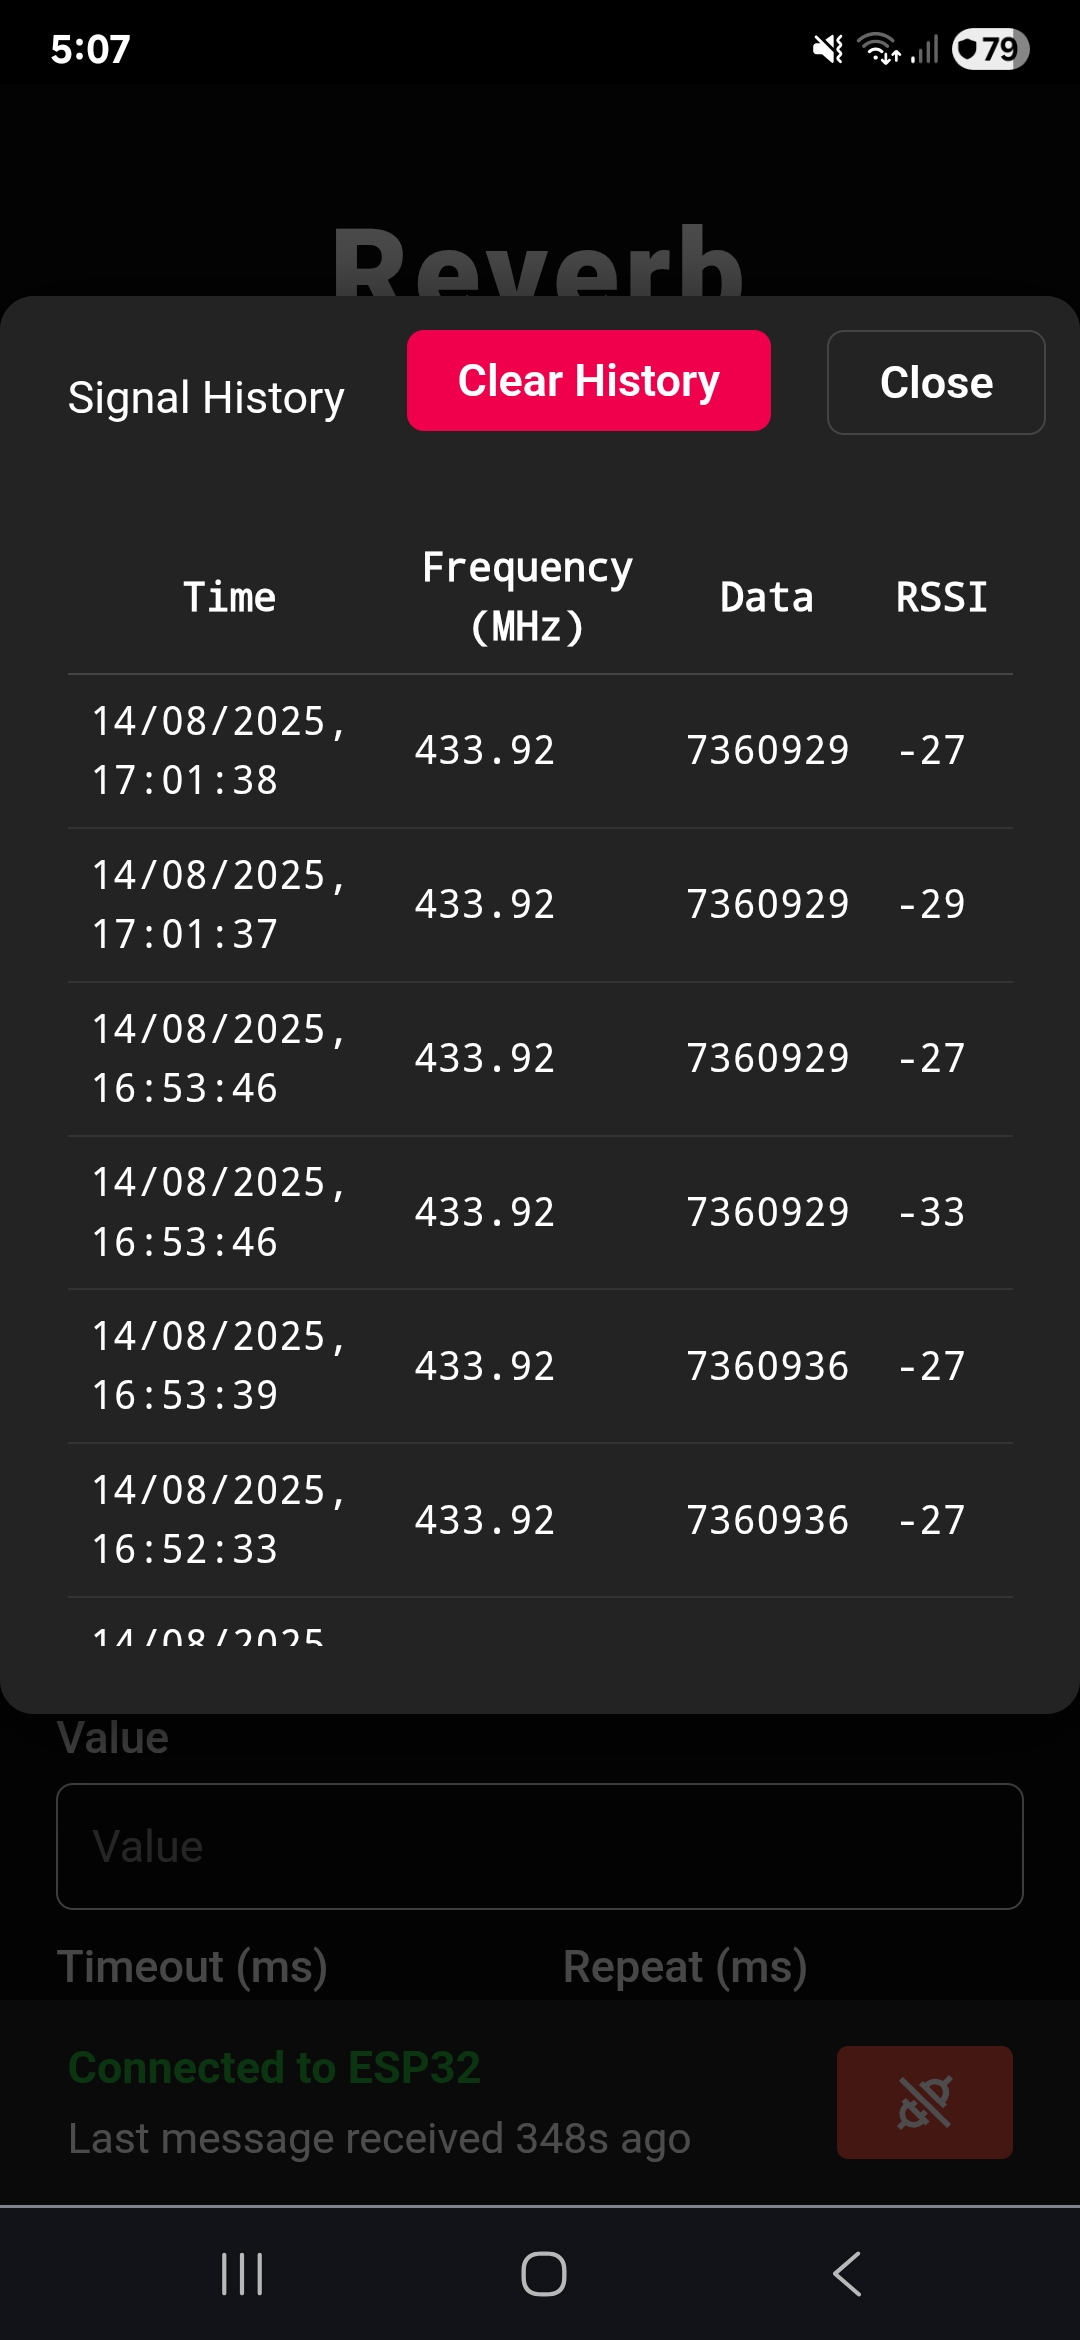 5:07
79
Reverb
Signal History
Clear History
Close
Time
Frequency
(MHz)
Data
RSSI
14/08/2025,
17:01:38
433.92
7360929
-27
14/08/2025,
17:01:37
433.92
7360929
-29
14/08/2025,
16:53:46
433.92
7360929
-27
14/08/2025,
16:53:46
433.92
7360929
-33
14/08/2025,
16:53:39
433.92
7360936
-27
14/08/2025,
16:52:33
433.92
7360936
-27
14/08/2025
Value
Value
Timeout (ms)
Repeat (ms)
Connected to ESP32
Last message received 348s ago